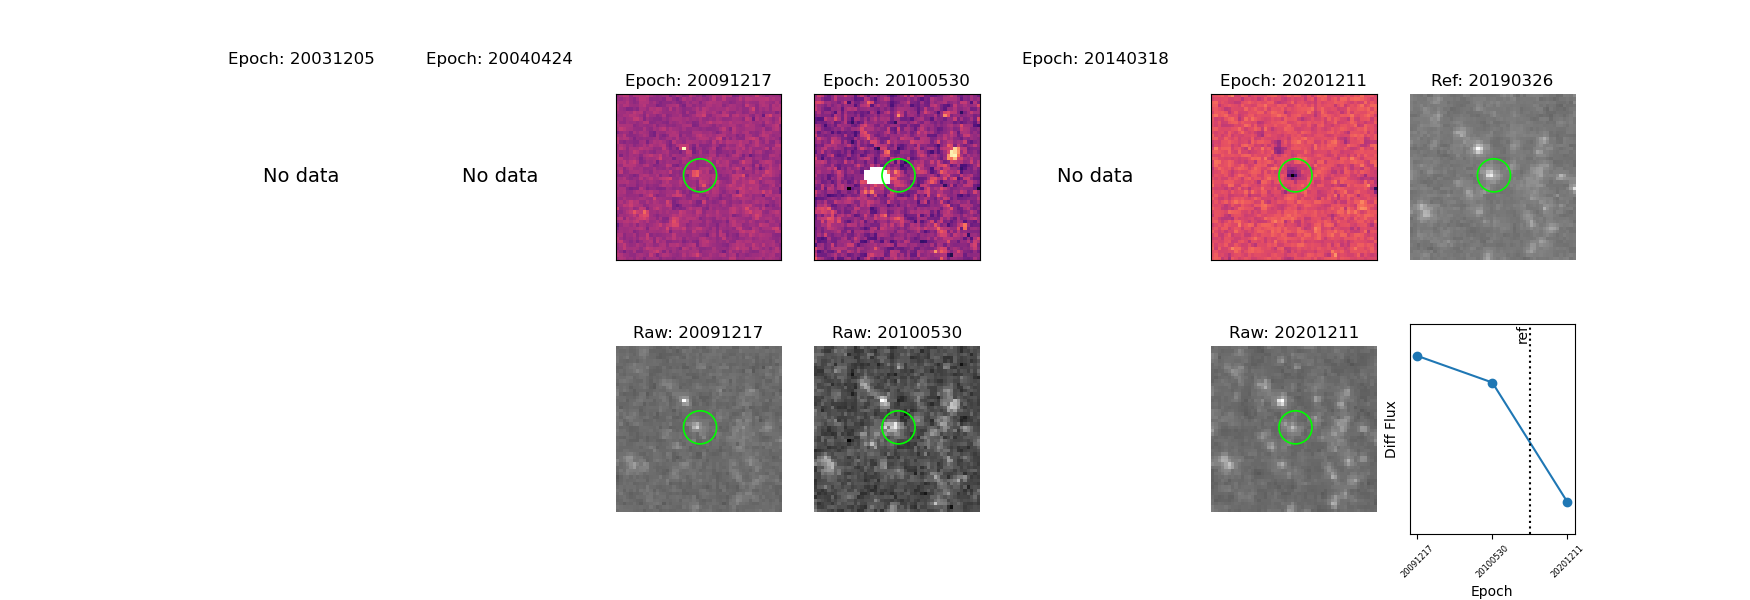 Epoch: 20031205
Epoch: 20040424
Epoch: 20140318
Epoch: 20091217
Epoch: 20100530
Epoch: 20201211
Ref: 20190326
No data
No data
No data
Raw: 20091217
Raw: 20100530
Raw: 20201211
ref
Diff Flux
20091217
20100530
20201211
Epoch